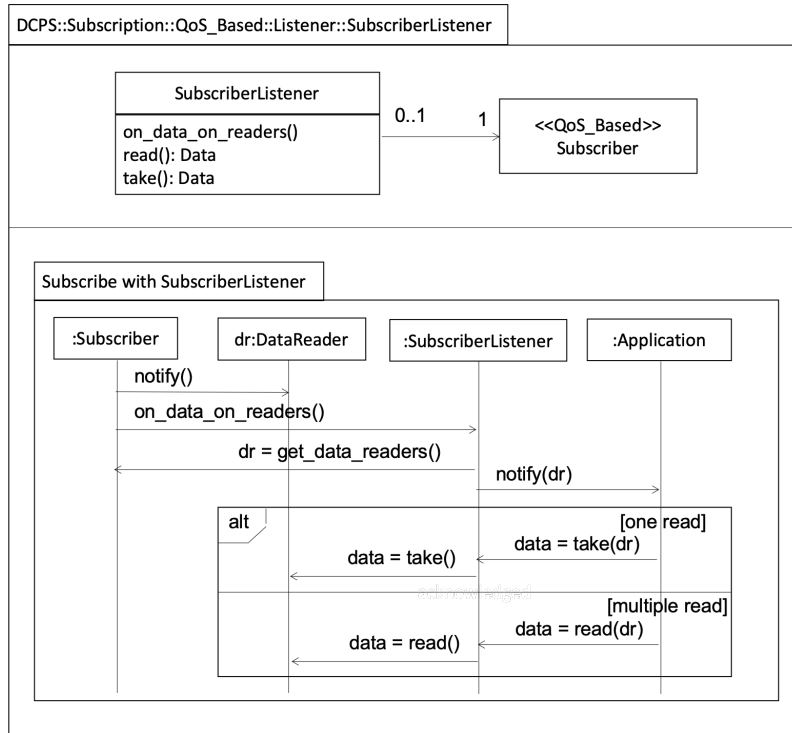 DCPS::Subscription::QoS_Based::Listener::SubscriberListener
SubscriberListener
on_data_on_readers()
read(): Data
take(): Data
0..1
1
<<QoS_Based>>
Subscriber
Subscribe with SubscriberListener
:Subscriber
dr:DataReader
:SubscriberListener
:Application
notify()
on_data_on_readers()
dr = get_data_readers()
notify(dr)
alt
[one read]
data = take(dr)
data = take()
acknowledged
[multiple read]
data = read(dr)
data = read()